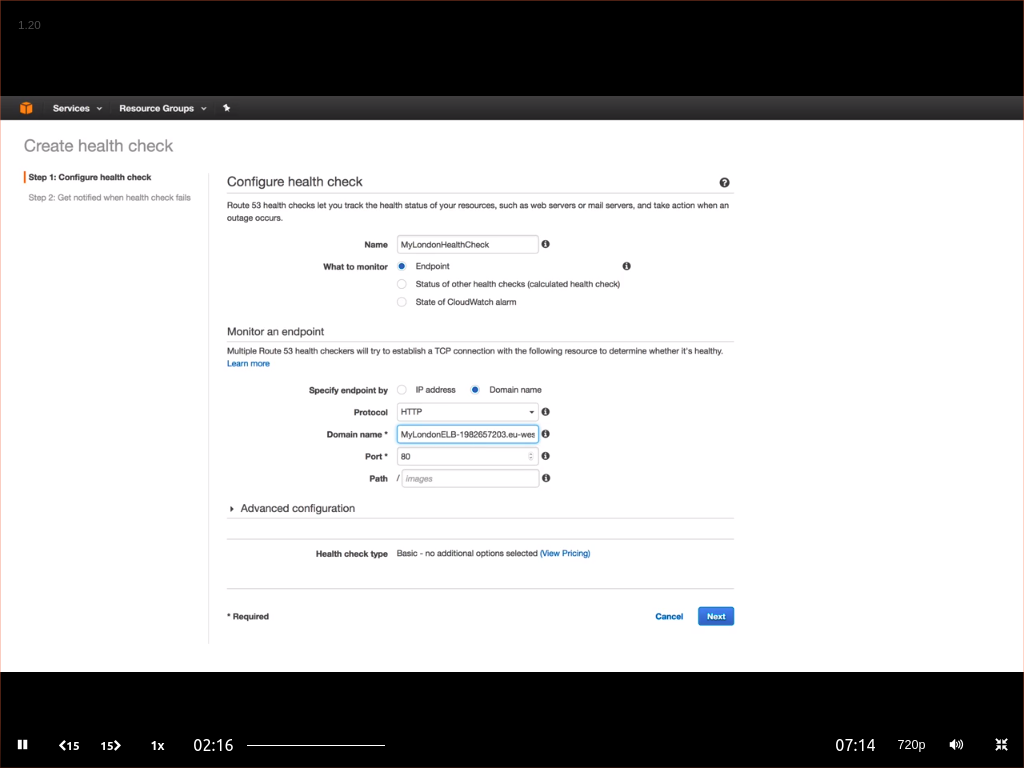 1.20
Services
Resource Groups
Create health check
Step 1: Configure health check
Step 2: Get notified when health check fails
Configure health check
Route 53 health checks let you track the health status of your resources, such as web servers or mail servers, and take action when an
outage occurs.
Name MyLondonHealthCheck
What to monitor Endpoint
Status of other health checks (calculated health check)
State of CloudWatch alarm
Monitor an endpoint
Multiple Route 53 health checkers will try to establish a TCP connection with the following resource to determine whether it's healthy.
Learn more
Specify endpoint by IP address Domain name
Protocol HTTP
Domain name * MyLondonELB-1982657203.eu-wes
Port * 80
Path / images
Advanced configuration
Health check type Basic - no additional options selected (View Pricing)
* Required Cancel Next
15 15 1x 02:16 07:14 720p